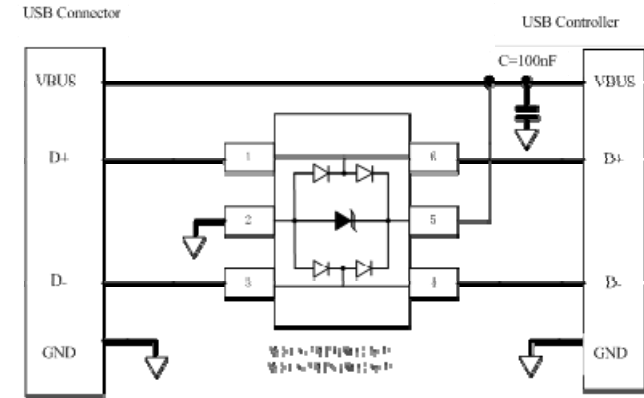 USB Connector
USB Controller
C=100nF
VBUS
VBUS
D+
1
6
D+
2
5
D-
3
4
D-
GND
GND